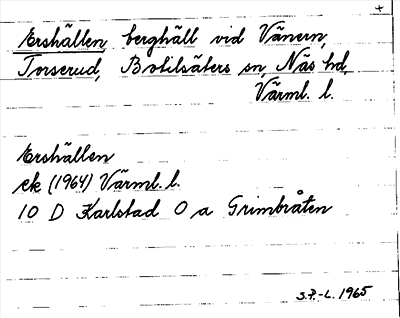 +
Ershällen, berghäll vid Vänern,
Torserud, Botilsäters sn, Näs hd,
Värml. l.
Ershällen
ek (1964) Värml. l.
10 D Karlstad O a Grimbråten
S.P.-L. 1965